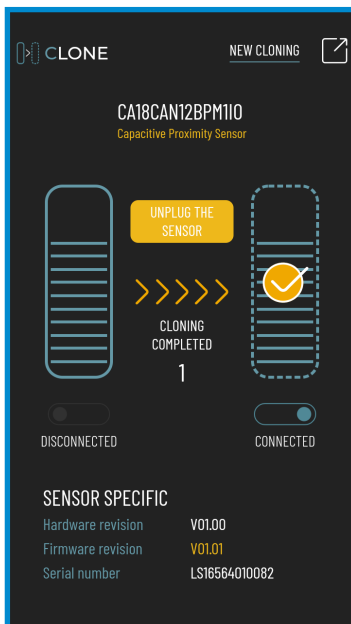 CLONE
NEW CLONING
CA18CAN12BPM1IO
Capacitive Proximity Sensor
UNPLUG THE
SENSOR
CLONING
COMPLETED
1
DISCONNECTED
CONNECTED
SENSOR SPECIFIC
Hardware revision V01.00
Firmware revision V01.01
Serial number LS16564010082